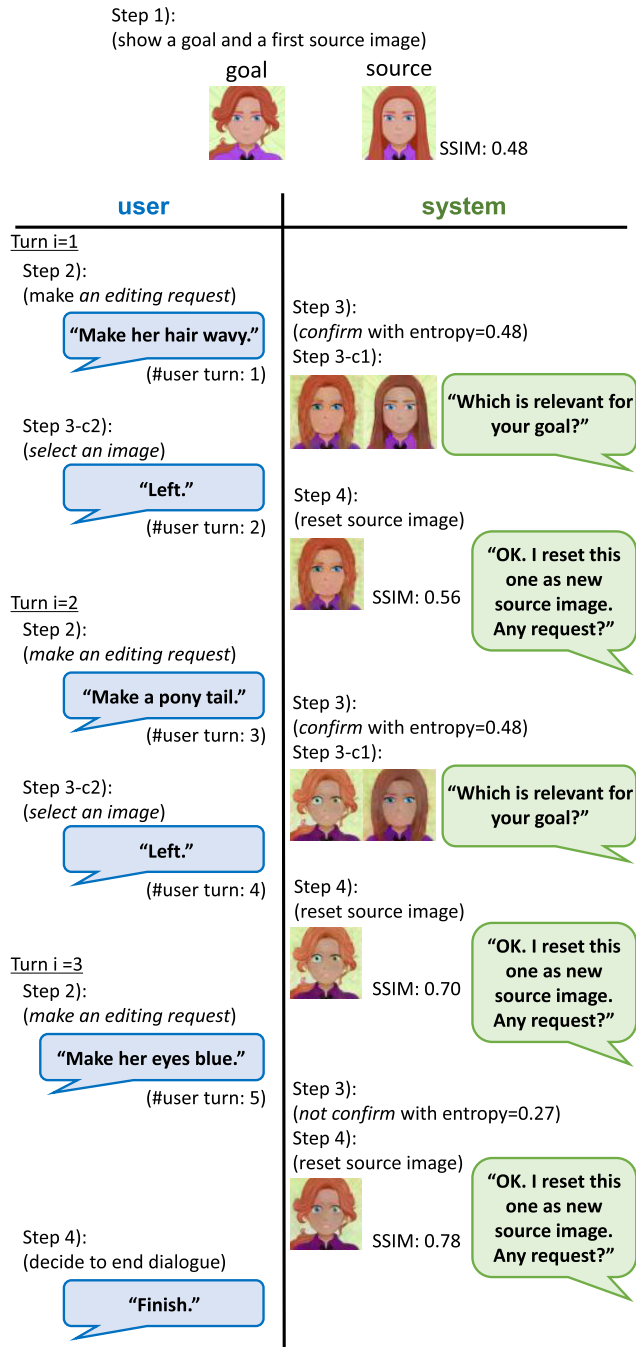 Step 1):
(show a goal and a first source image)
goal
source
SSIM: 0.48
user
system
Turn i=1
Step 2):
(make an editing request)
“Make her hair wavy.”
(#user turn: 1)
Step 3):
(confirm with entropy=0.48)
Step 3-c1):
“Which is relevant for
your goal?”
Step 3-c2):
(select an image)
“Left.”
(#user turn: 2)
Step 4):
(reset source image)
SSIM: 0.56
“OK. I reset this
one as new
source image.
Any request?”
Turn i=2
Step 2):
(make an editing request)
“Make a pony tail.”
(#user turn: 3)
Step 3):
(confirm with entropy=0.48)
Step 3-c1):
“Which is relevant for
your goal?”
Step 3-c2):
(select an image)
“Left.”
(#user turn: 4)
Step 4):
(reset source image)
SSIM: 0.70
“OK. I reset this
one as new
source image.
Any request?”
Turn i =3
Step 2):
(make an editing request)
“Make her eyes blue.”
(#user turn: 5)
Step 3):
(not confirm with entropy=0.27)
Step 4):
(reset source image)
SSIM: 0.78
“OK. I reset this
one as new
source image.
Any request?”
Step 4):
(decide to end dialogue)
“Finish.”